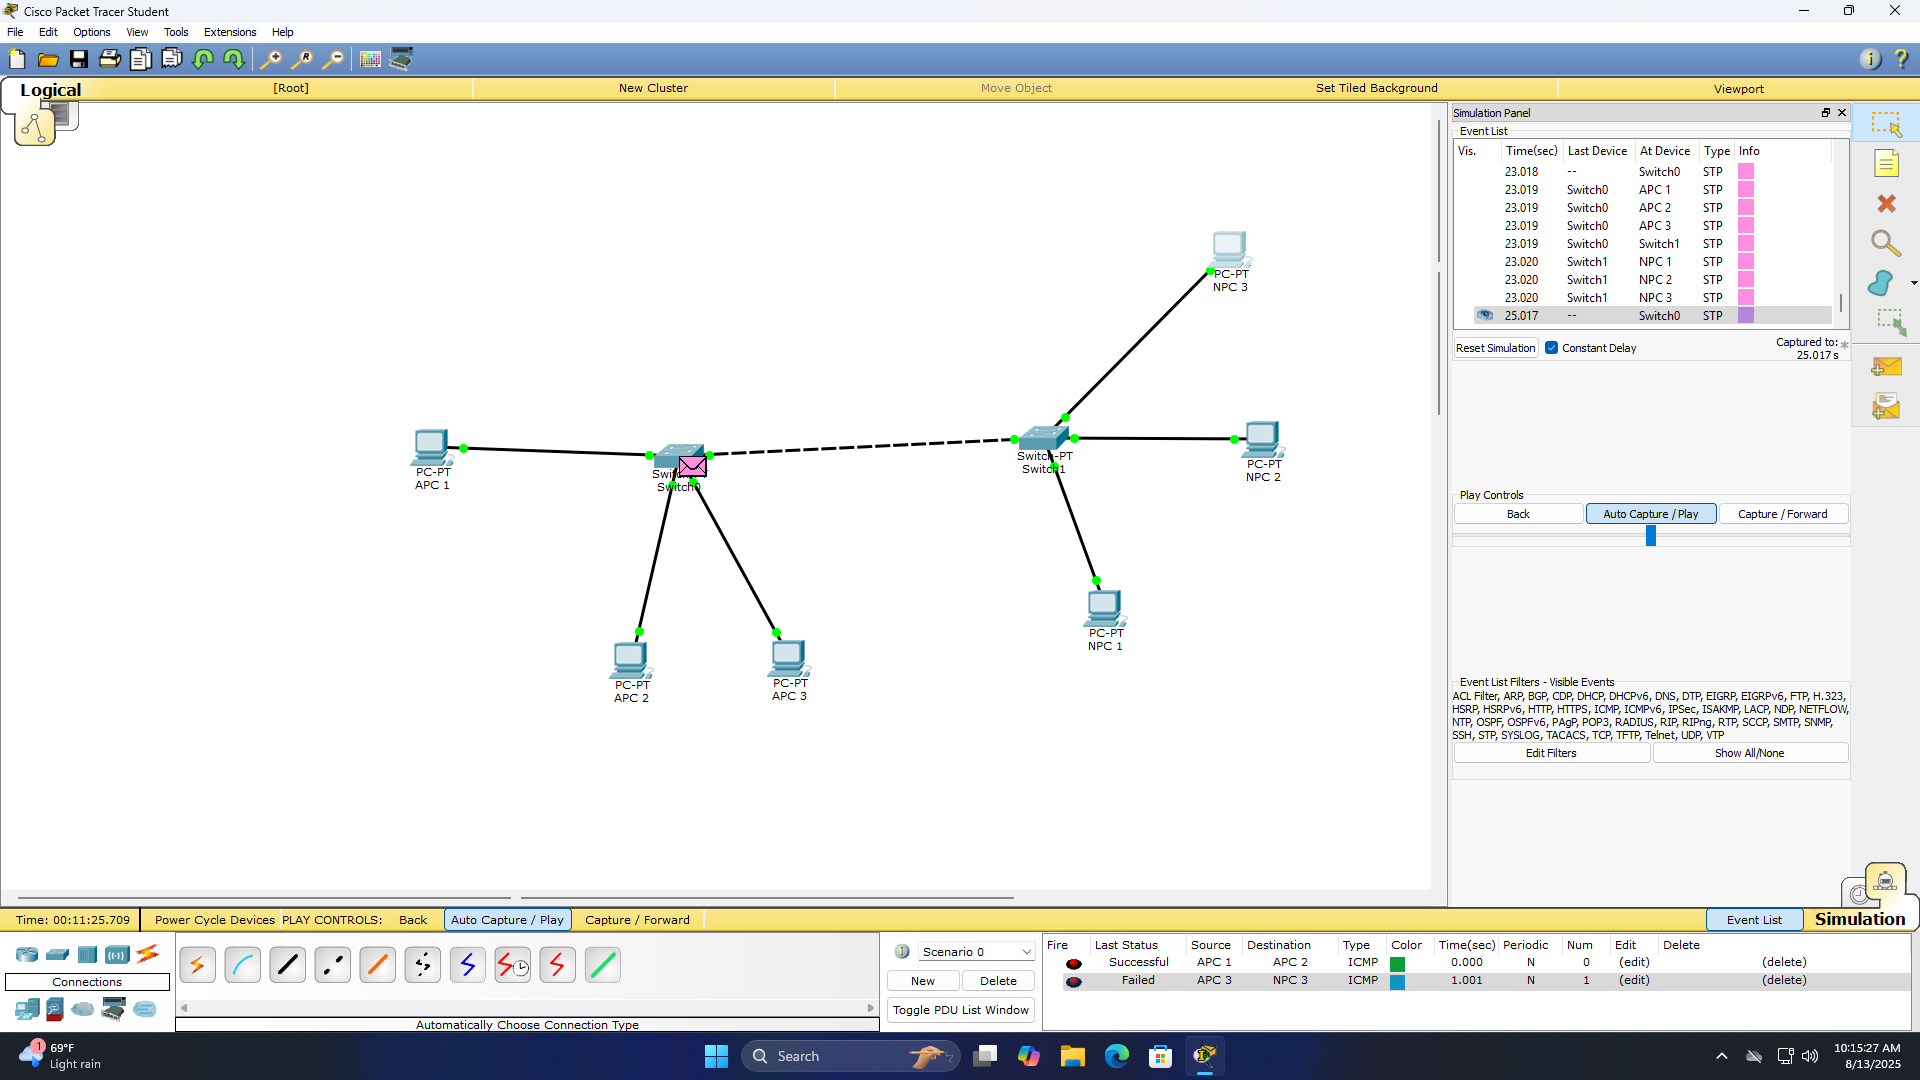 Cisco Packet Tracer Student
File Edit Options View Tools Extensions Help
Logical [Root] New Cluster Move Object Set Tiled Background Viewport
Simulation Panel
Event List
Vis. Time(sec) Last Device At Device Type Info
23.018 -- Switch0 STP
23.019 Switch0 APC 1 STP
23.019 Switch0 APC 2 STP
23.019 Switch0 APC 3 STP
23.019 Switch0 Switch1 STP
23.020 Switch1 NPC 1 STP
23.020 Switch1 NPC 2 STP
23.020 Switch1 NPC 3 STP
25.017 -- Switch0 STP
Reset Simulation Constant Delay Captured to:
25.017 s
PC-PT
NPC 3
PC-PT
APC 1
Switch0
Switch-PT
Switch1
PC-PT
NPC 2
PC-PT
NPC 1
PC-PT
APC 2
PC-PT
APC 3
Play Controls
Back Auto Capture / Play Capture / Forward
Event List Filters - Visible Events
ACL Filter, ARP, BGP, CDP, DHCP, DHCPv6, DNS, DTP, EIGRP, EIGRPv6, FTP, H.323,
HSRP, HSRPv6, HTTP, HTTPS, ICMP, ICMPv6, IPSec, ISAKMP, LACP, NDP, NETFLOW,
NTP, OSPF, OSPFv6, PAgP, POP3, RADIUS, RIP, RIPng, RTP, SCCP, SMTP, SNMP,
SSH, STP, SYSLOG, TACACS, TCP, TFTP, Telnet, UDP, VTP
Edit Filters Show All/None
Time: 00:11:25.709 Power Cycle Devices PLAY CONTROLS: Back Auto Capture / Play Capture / Forward Event List Simulation
Connections
Automatically Choose Connection Type
Scenario 0
New Delete
Toggle PDU List Window
Fire Last Status Source Destination Type Color Time(sec) Periodic Num Edit Delete
Successful APC 1 APC 2 ICMP 0.000 N 0 (edit) (delete)
Failed APC 3 NPC 3 ICMP 1.001 N 1 (edit) (delete)
1
69°F
Light rain
Search
10:15:27 AM
8/13/2025